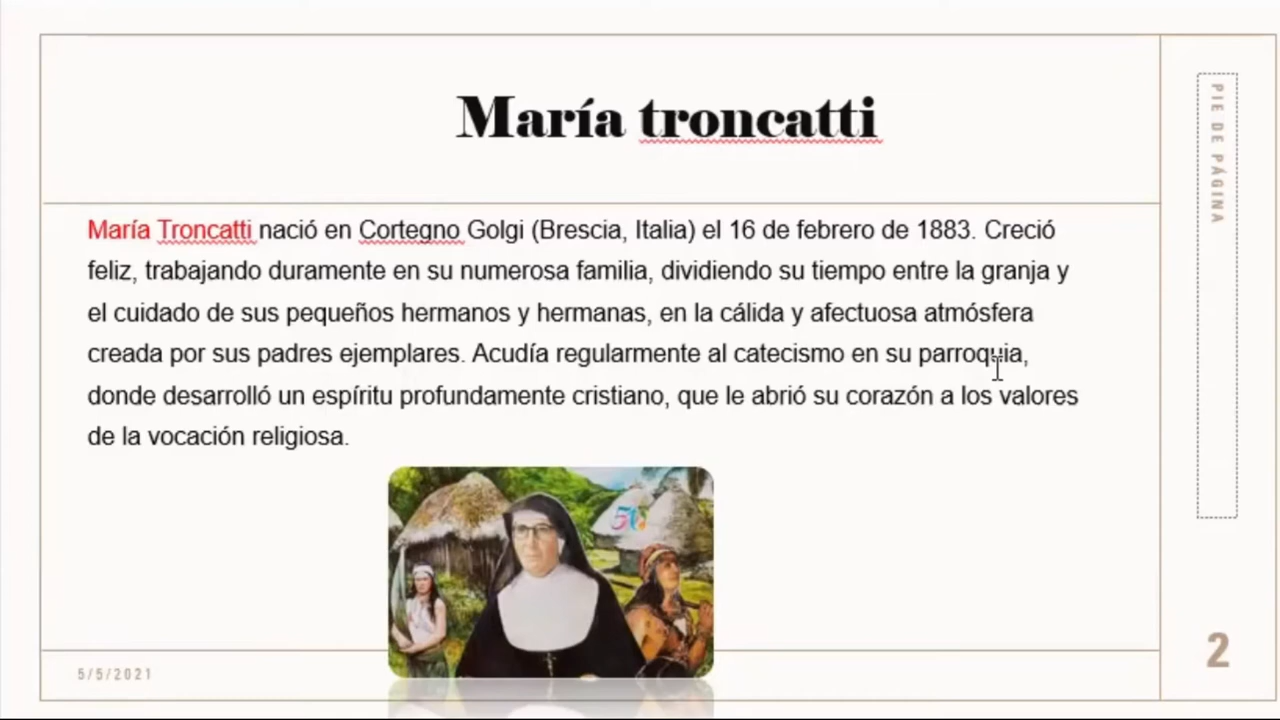 María troncatti
María Troncatti nació en Cortegno Golgi (Brescia, Italia) el 16 de febrero de 1883. Creció
feliz, trabajando duramente en su numerosa familia, dividiendo su tiempo entre la granja y
el cuidado de sus pequeños hermanos y hermanas, en la cálida y afectuosa atmósfera
creada por sus padres ejemplares. Acudía regularmente al catecismo en su parroquia,
donde desarrolló un espíritu profundamente cristiano, que le abrió su corazón a los valores
de la vocación religiosa.
50
5/5/2021
PIE DE PÁGINA
2